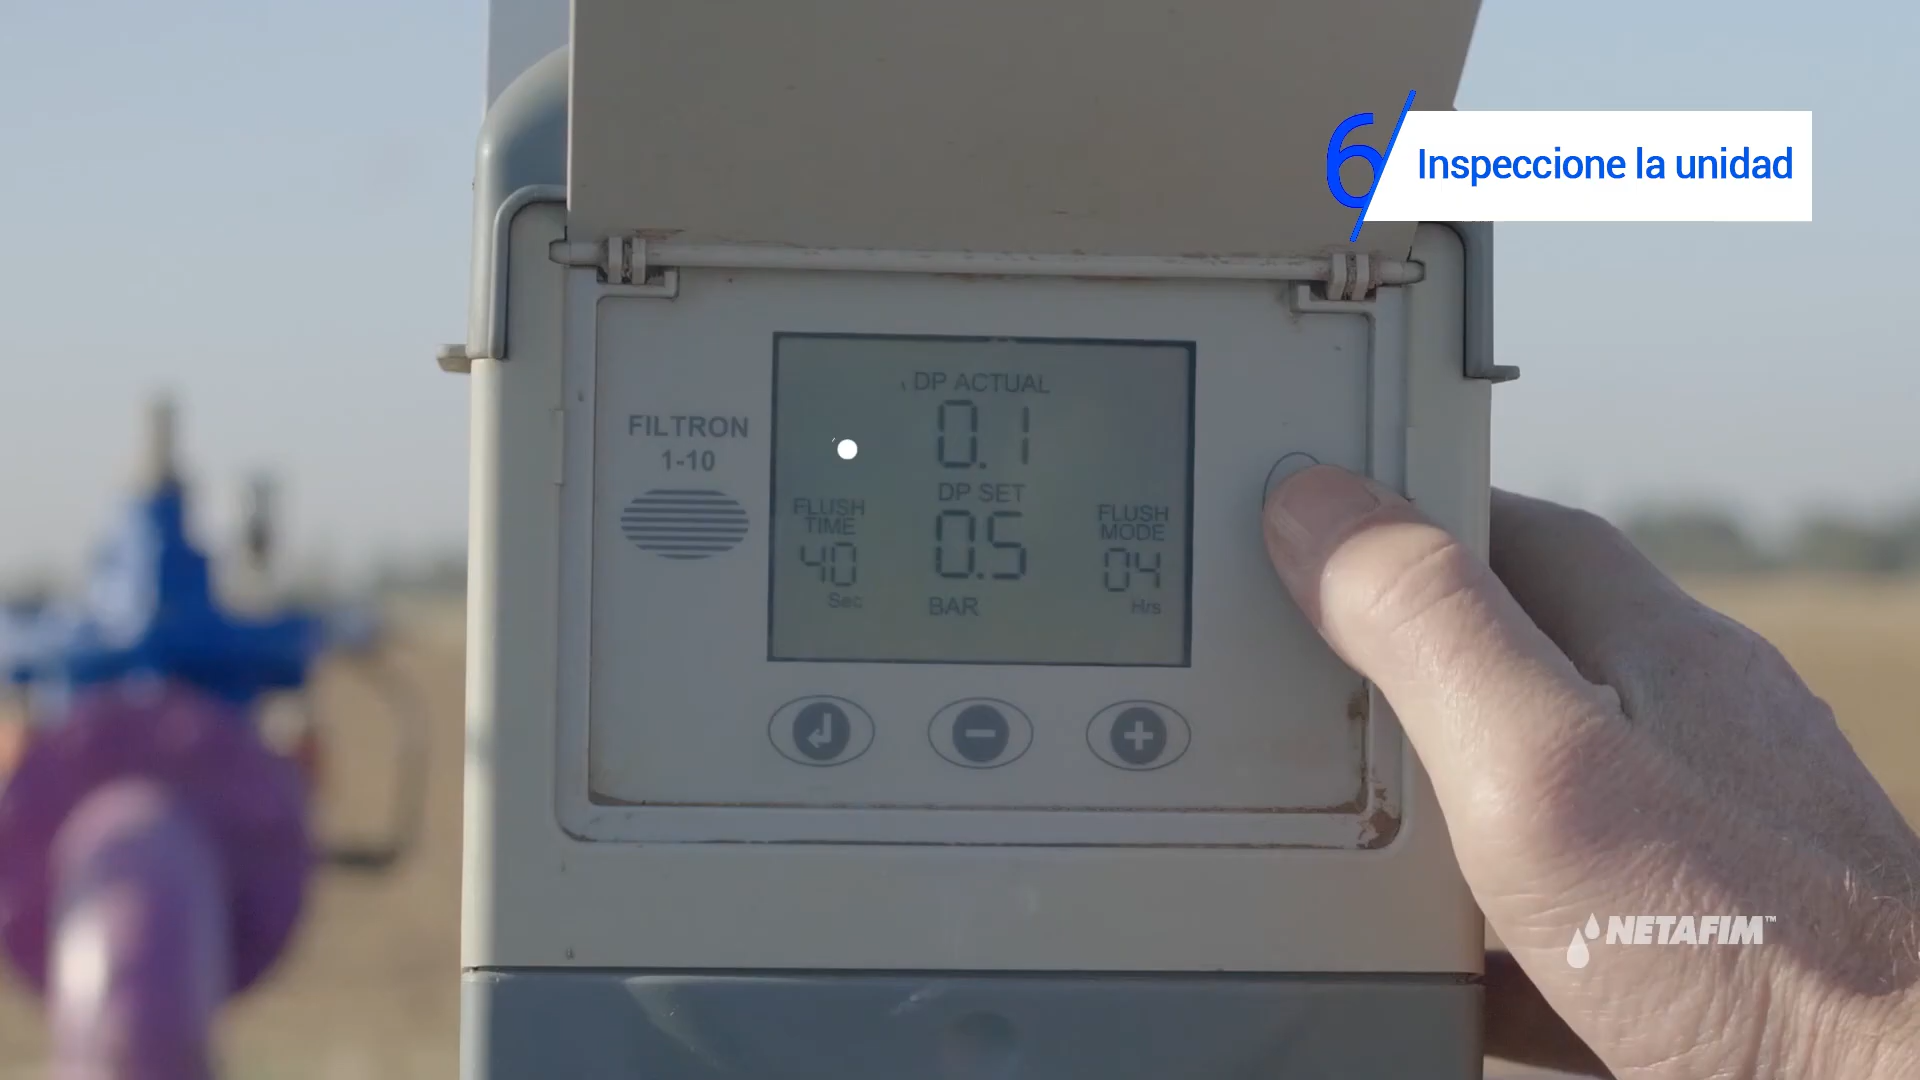 6 Inspeccione la unidad
DP ACTUAL
0.1
FILTRON
1-10
DP SET
0.5
BAR
FLUSH
TIME
40
Sec
FLUSH
MODE
04
Hrs
NETAFIM™